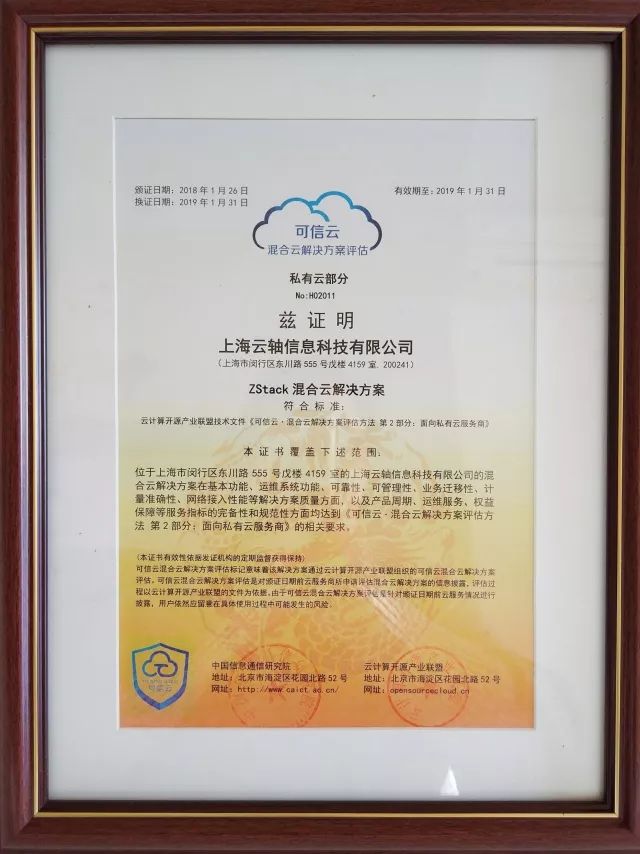 颁证日期：2018 年 1 月 26 日
换证日期：2019 年 1 月 31 日
有效期至：2019 年 1 月 31 日
可信云
混合云解决方案评估
私有云部分
No:H02011
兹 证 明
上海云轴信息科技有限公司
（上海市闵行区东川路 555 号戊楼 4159 室，200241）
ZStack 混合云解决方案
符 合 标 准：
云计算开源产业联盟技术文件《可信云·混合云解决方案评估方法 第 2 部分：面向私有云服务商》
本 证 书 覆 盖 下 述 范 围：
位于上海市闵行区东川路 555 号戊楼 4159 室的上海云轴信息科技有限公司的混
合云解决方案在基本功能、运维系统功能、可靠性、可管理性、业务迁移性、计
量准确性、网络接入性能等解决方案质量方面，以及产品周期、运维服务、权益
保障等服务指标的完备性和规范性方面均达到《可信云·混合云解决方案评估方
法 第 2 部分：面向私有云服务商》的相关要求。
（本证书有效性依据发证机构的定期监督获得保持）
可信云混合云解决方案评估标记意味着该解决方案通过云计算开源产业联盟组织的可信云混合云解决方案
评估。可信云混合云解决方案评估是对颁证日期前云服务商所申请评估混合云解决方案的信息披露，评估过
程以云计算开源产业联盟的文件为依据。由于可信云混合云解决方案评估是针对颁证日期前云服务情况进行
披露，用户依然应留意在具体使用过程中可能发生的风险。
可信云
中国信息通信研究院
地址：北京市海淀区花园北路 52 号
网址：http://www.caict.ac.cn/
云计算开源产业联盟
地址：北京市海淀区花园北路 52 号
网址：opensourcecloud.cn